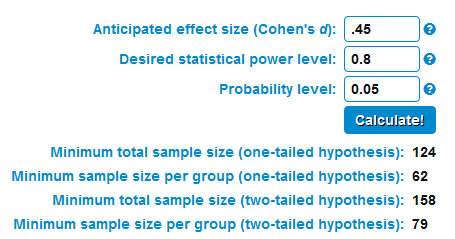 Anticipated effect size (Cohen's d): .45 ?
Desired statistical power level: 0.8 ?
Probability level: 0.05 ?
Calculate!
Minimum total sample size (one-tailed hypothesis): 124
Minimum sample size per group (one-tailed hypothesis): 62
Minimum total sample size (two-tailed hypothesis): 158
Minimum sample size per group (two-tailed hypothesis): 79